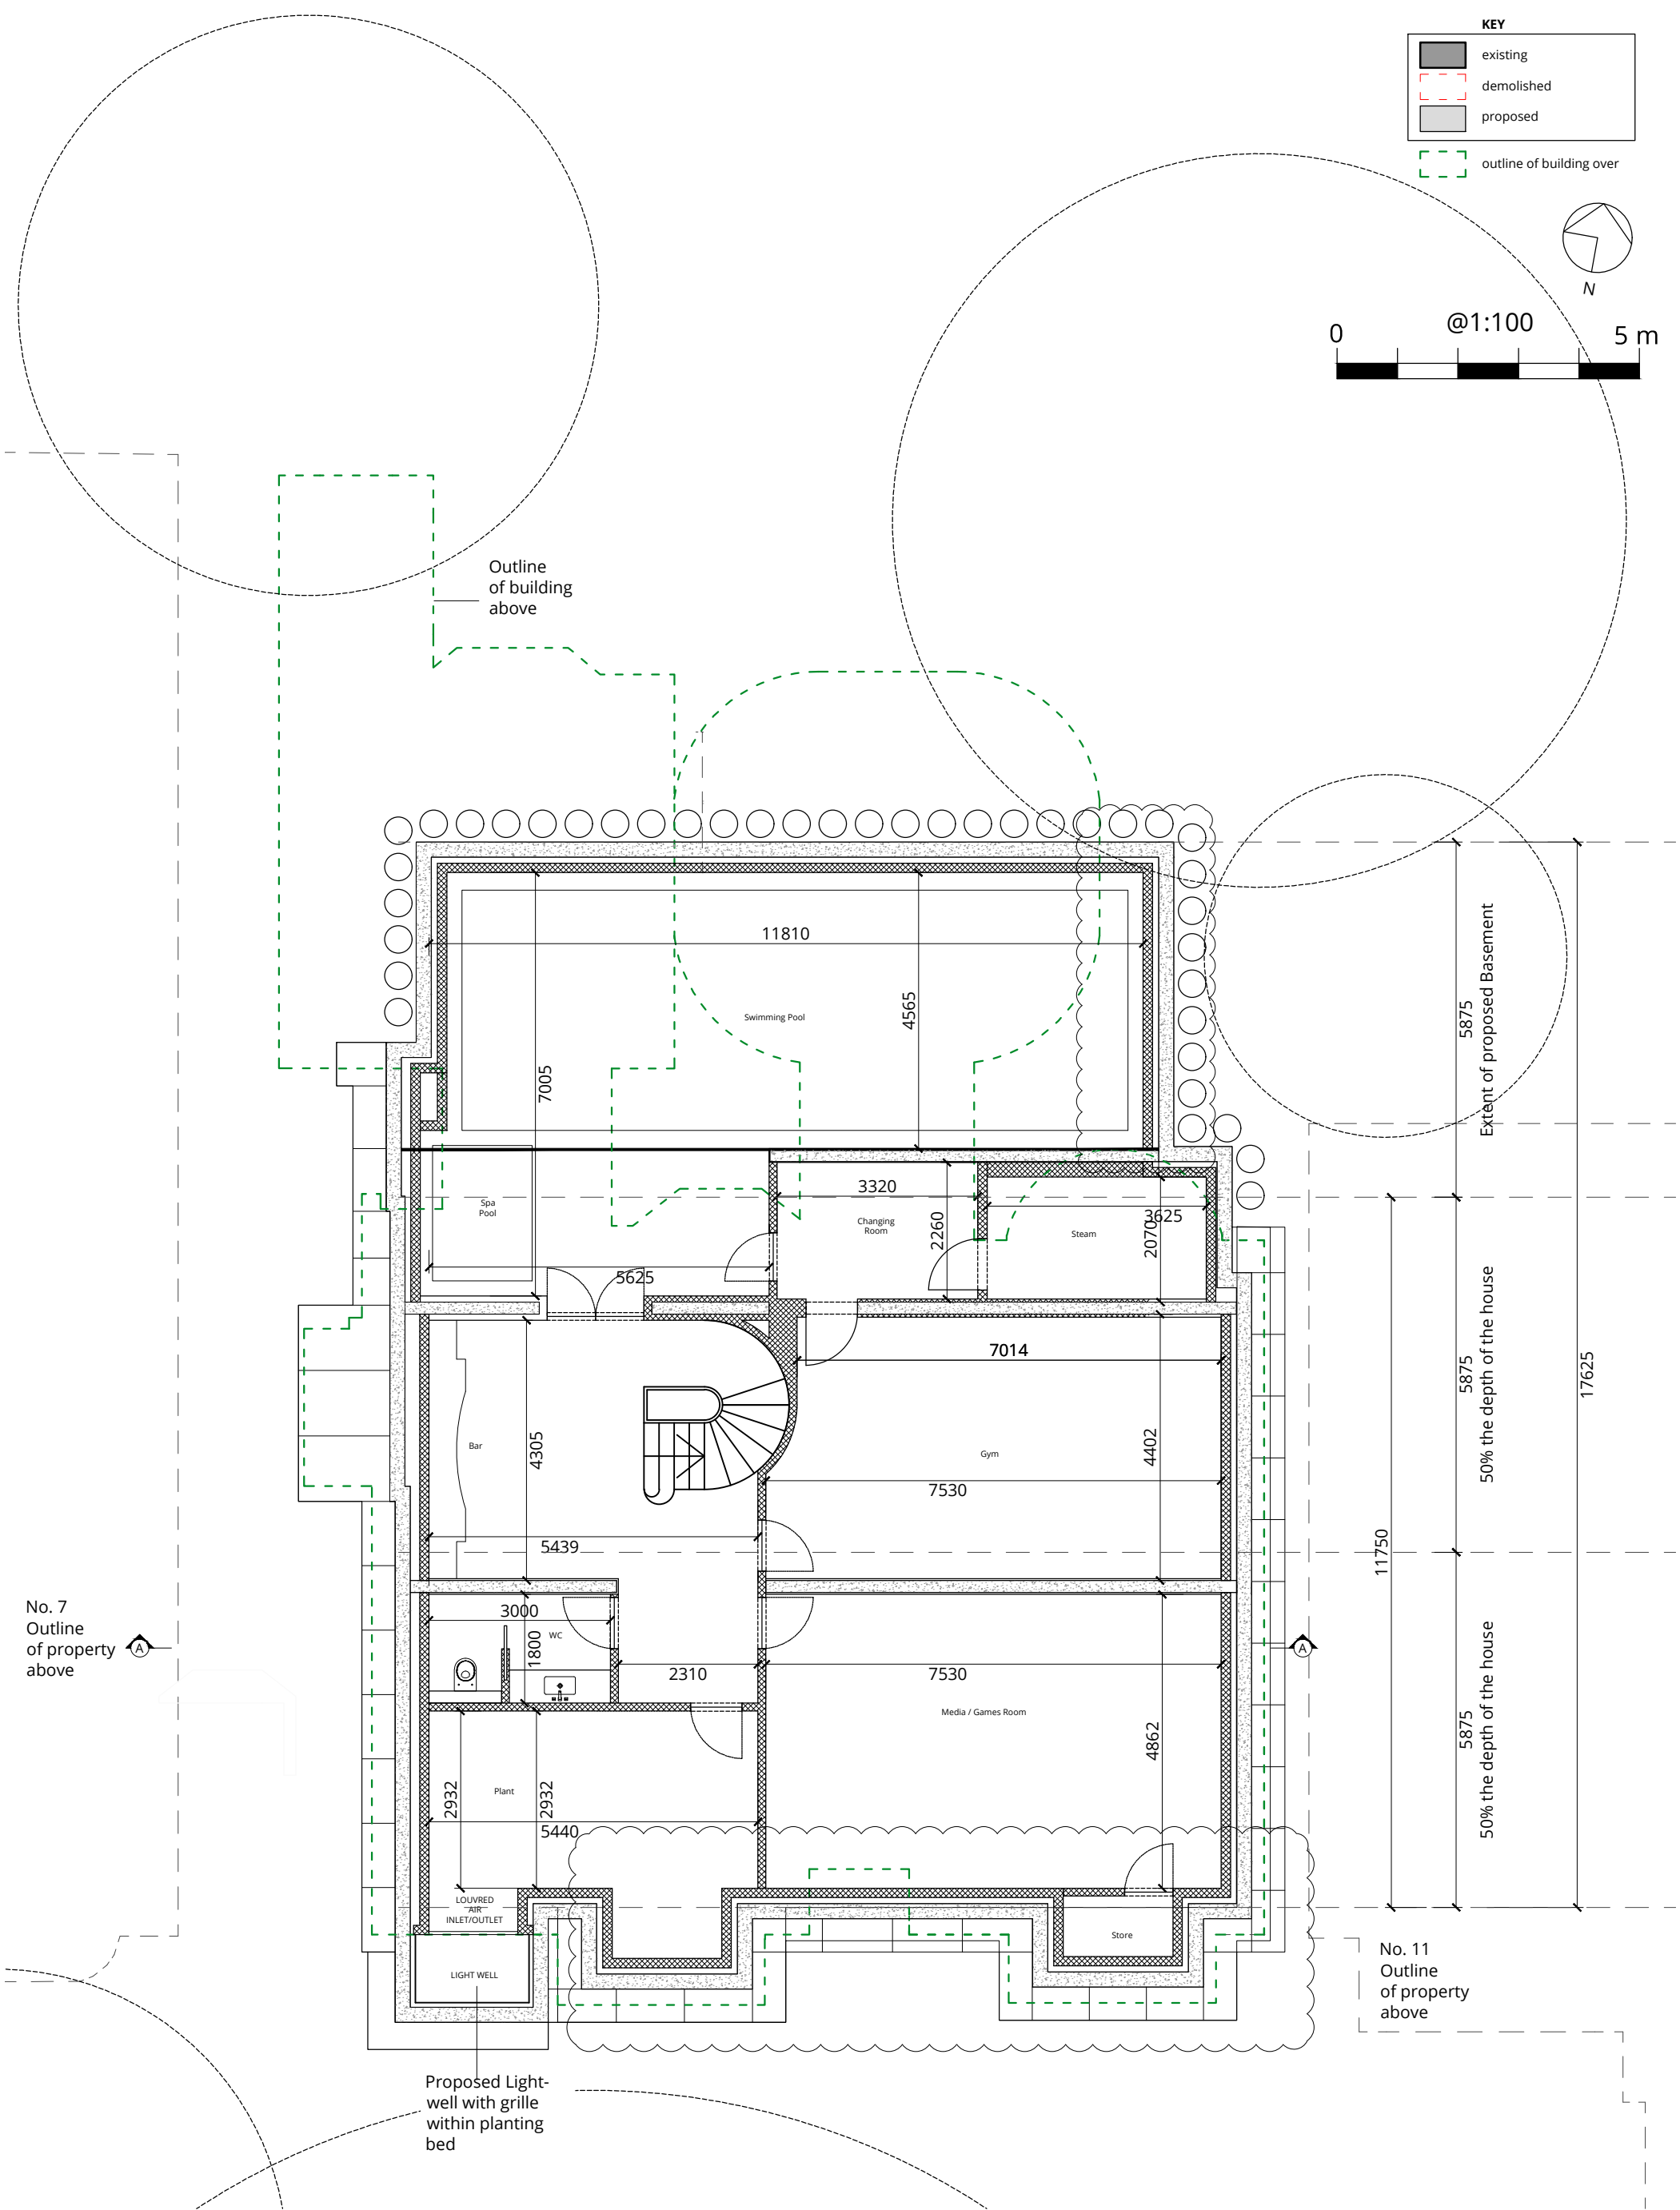 KEY
existing
demolished
proposed
outline of building over
N
@1:100
0
5 m
Outline
of building
above
11810
4565
Swimming Pool
7005
5875
Extent of proposed Basement
Spa
Pool
3320
Changing
Room
2260
3625
2070
Steam
5625
7014
5875
50% the depth of the house
17625
Bar
4305
Gym
4402
7530
5439
11750
No. 7
Outline
of property
above
A
3000
WC
1800
2310
7530
A
Media / Games Room
4862
5875
50% the depth of the house
Plant
2932
2932
5440
LOUVRED
AIR
INLET/OUTLET
Store
LIGHT WELL
No. 11
Outline
of property
above
Proposed Light-
well with grille
within planting
bed